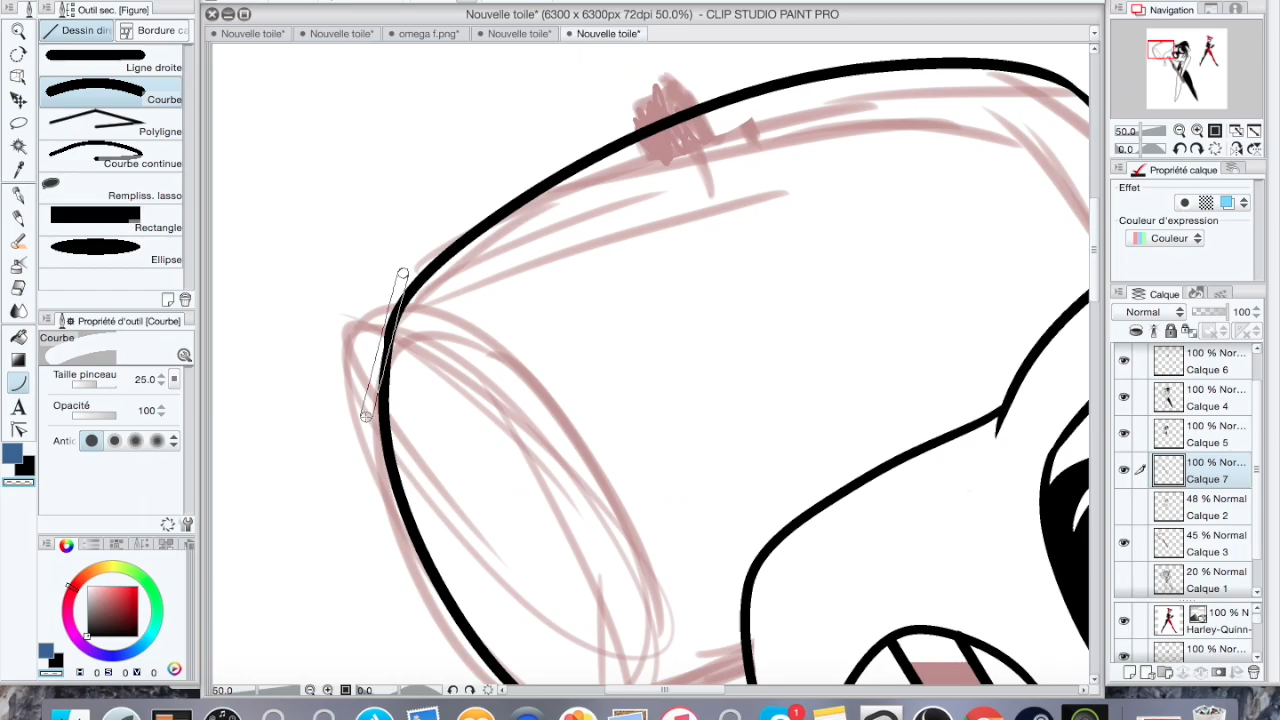 Outil sec. [Figure]
Dessin dir
Bordure ca
Ligne droite
Courbe
Polyligne
Courbe continue
Rempliss. lasso
Rectangle
Ellipse
Propriété d'outil [Courbe]
Courbe
Taille pinceau 25.0
Opacité 100
Antic
H 0 S 0 V 0
Nouvelle toile* (6300 x 6300px 72dpi 50.0%) - CLIP STUDIO PAINT PRO
Nouvelle toile*
Nouvelle toile*
omega f.png*
Nouvelle toile*
Nouvelle toile*
50.0
0.0
Navigation
50.0
0.0
Propriété calque
Effet
Couleur d'expression
Couleur
Calque
Normal 100
100 % Nor...
Calque 6
100 % Nor...
Calque 4
100 % Nor...
Calque 5
100 % Nor...
Calque 7
48 % Normal
Calque 2
45 % Normal
Calque 3
20 % Normal
Calque 1
100 % N
Harley-Quinn-
100 % Nor...
A
1